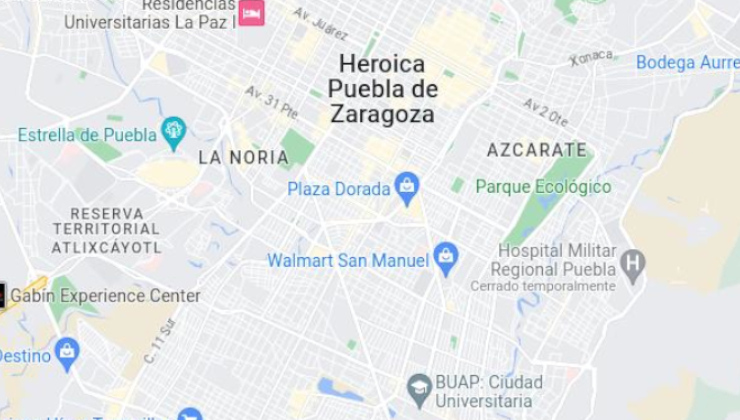 Residencias
Universitarias La Paz I
Av. Juárez
Heroica
Puebla de
Zaragoza
Xonaca
Bodega Aurre
Av. 31 Pte
Av 2 Ote
Estrella de Puebla
LA NORIA
AZCARATE
Plaza Dorada
Parque Ecológico
RESERVA
TERRITORIAL
ATLIXCÁYOTL
Walmart San Manuel
Hospital Militar
Regional Puebla
Cerrado temporalmente
H
Gabín Experience Center
C. 11 Sur
Destino
BUAP: Ciudad
Universitaria